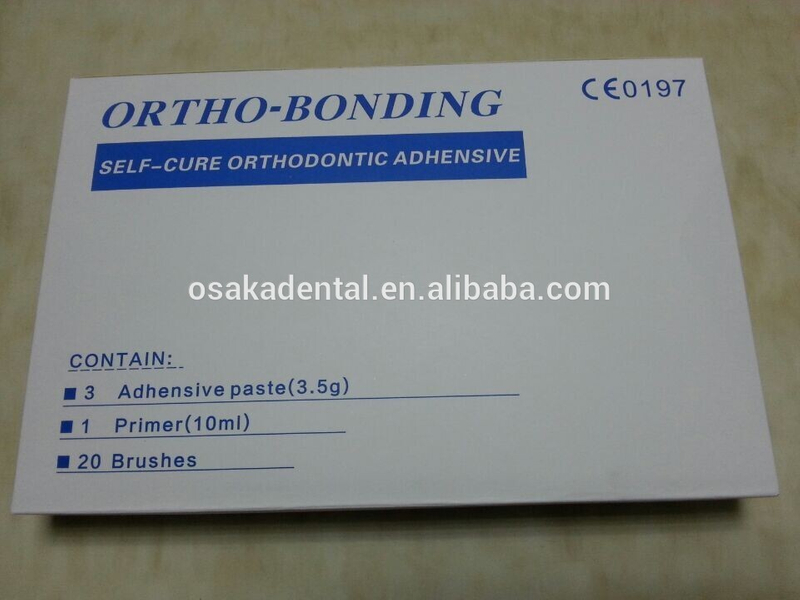 ORTHO-BONDING
CE0197
SELF-CURE ORTHODONTIC ADHENSIVE
osakadental.en.alibaba.com
CONTAIN:
3 Adhensive paste(3.5g)
1 Primer(10ml)
20 Brushes